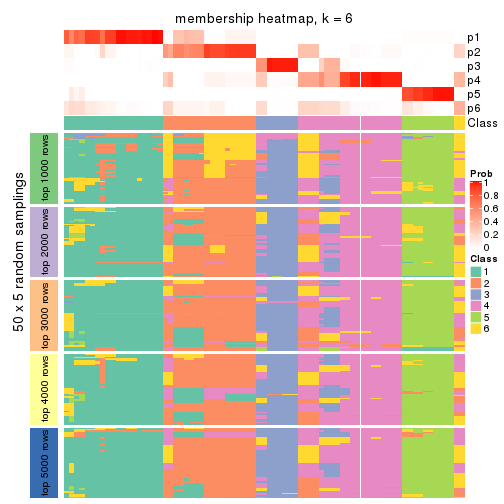 membership heatmap, k = 6
p1
p2
p3
p4
p5
p6
Class
50 x 5 random samplings
top 1000 rows
top 2000 rows
top 3000 rows
top 4000 rows
top 5000 rows
Prob
1
0.8
0.6
0.4
0.2
0
Class
1
2
3
4
5
6